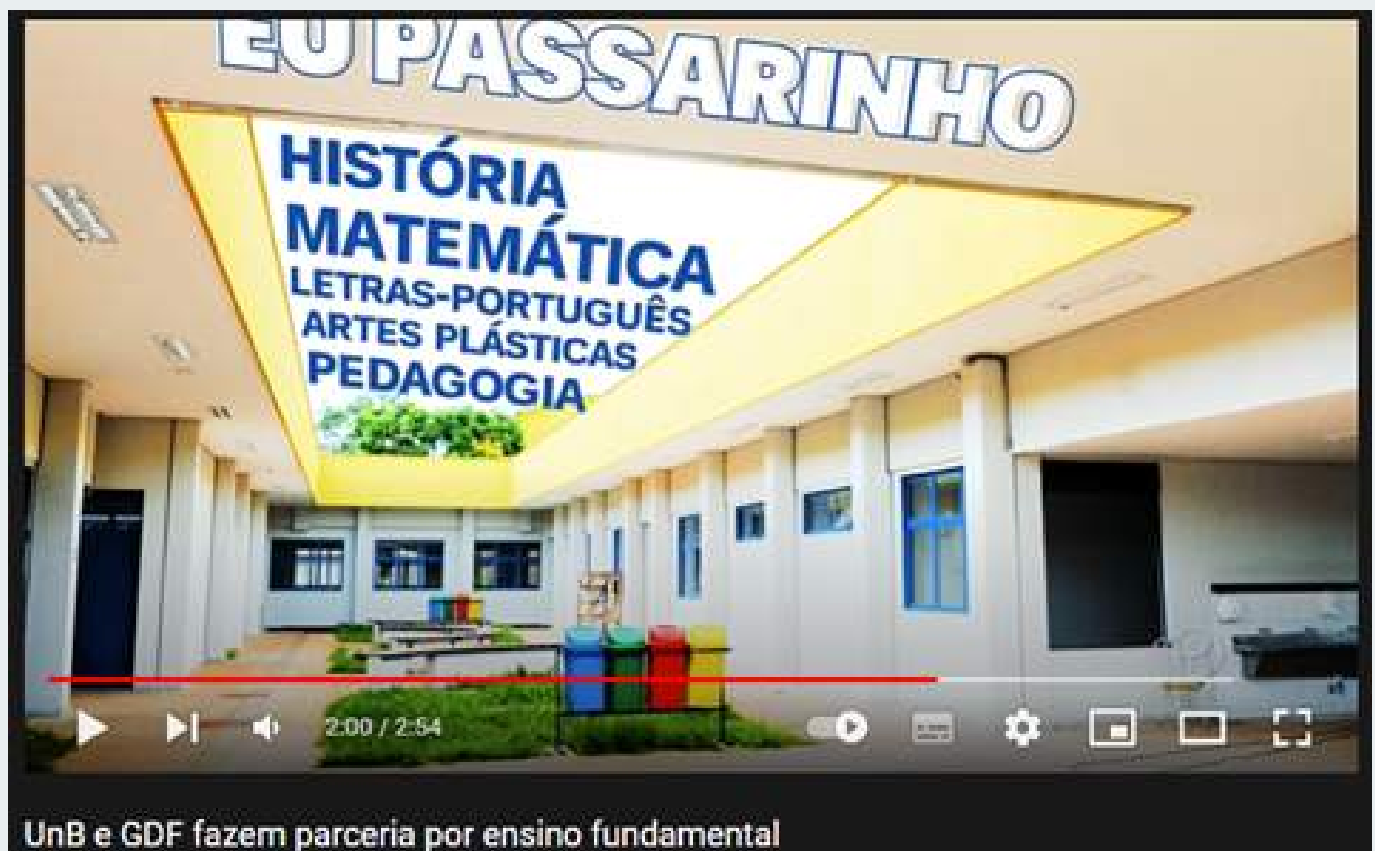 EU PASSARINHO
HISTÓRIA
MATEMÁTICA
LETRAS-PORTUGUÊS
ARTES PLÁSTICAS
PEDAGOGIA
2:00 / 2:54
UnB e GDF fazem parceria por ensino fundamental